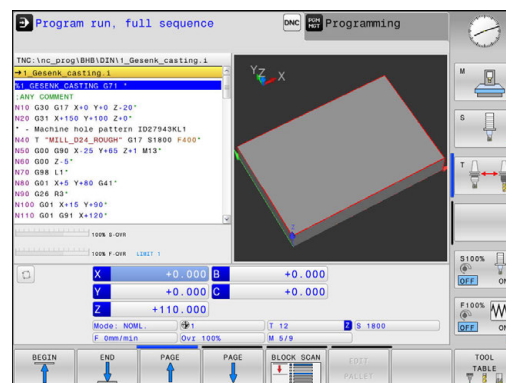 Program run, full sequence
DNC
PGM MGT
Programming
TNC:\nc_prog\BHB\DIN\1_Gesenk_casting.i
→1_Gesenk_casting.i
%1_GESENK_CASTING G71 *
;ANY COMMENT
N10 G30 G17 X+0 Y+0 Z-20*
N20 G31 X+150 Y+100 Z+0*
* - Machine hole pattern ID27943KL1
N40 T "MILL_D24_ROUGH" G17 S1800 F400*
N50 G00 G90 X-25 Y+65 Z+1 M13*
N60 G00 Z-5*
N70 G98 L1*
N80 G01 X+5 Y+80 G41*
N90 G26 R3*
N100 G01 X+15 Y+90*
N110 G01 G91 X+120*
Y Z X
Z
100% S-OVR
100% F-OVR LIMIT 1
X +0.000 B +0.000
Y +0.000 C +0.000
Z +110.000
Mode: NOML. 1 T 12 Z S 1800
F 0mm/min Ovr 100% M 5/9
M
S
T
S100%
OFF ON
F100%
OFF ON
BEGIN
END
PAGE
PAGE
BLOCK SCAN
EDIT PALLET
TOOL TABLE